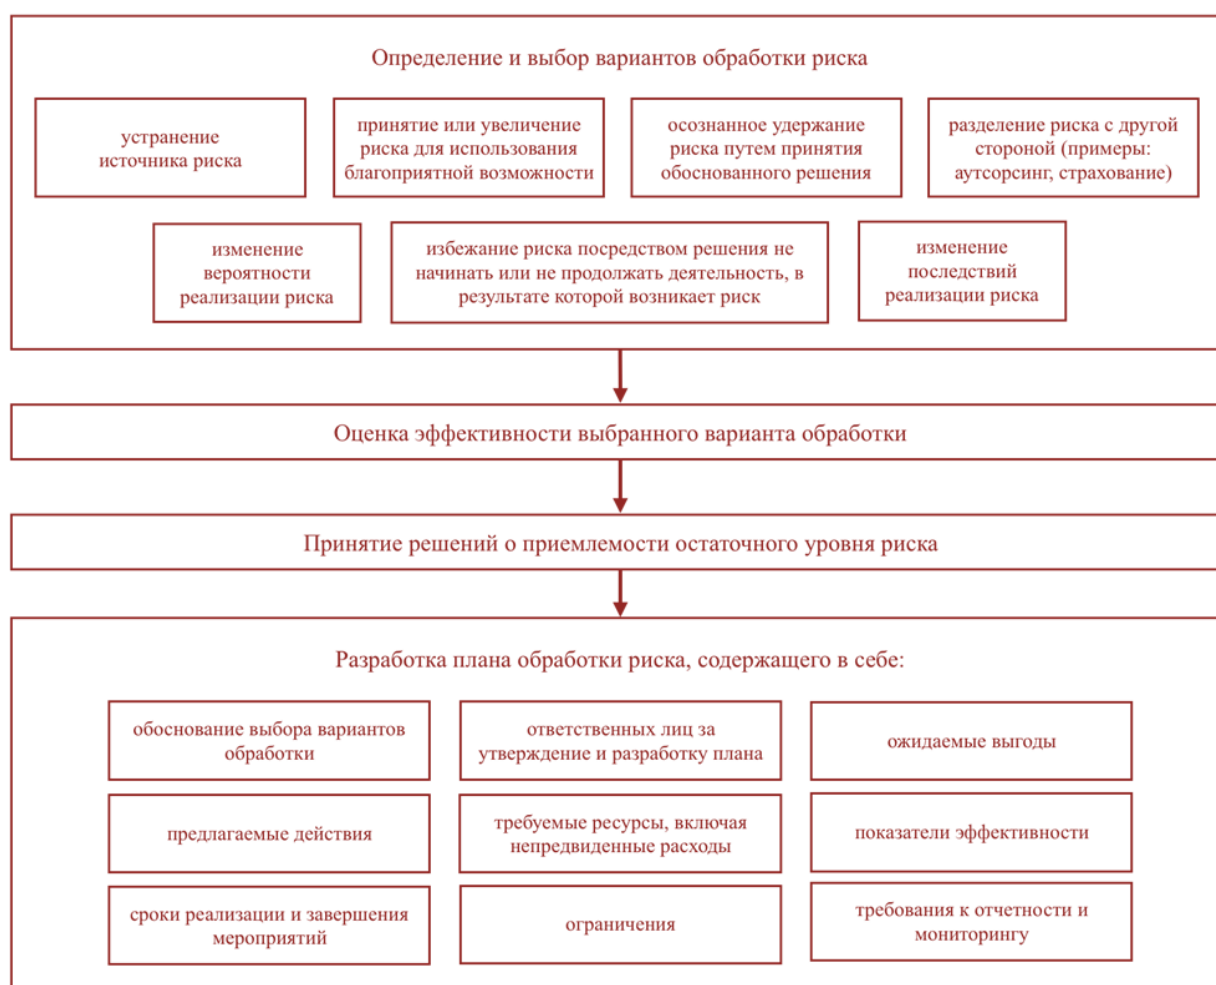 Определение и выбор вариантов обработки риска
устранение
источника риска
принятие или увеличение
риска для использования
благоприятной возможности
осознанное удержание
риска путем принятия
обоснованного решения
разделение риска с другой
стороной (примеры:
аутсорсинг, страхование)
изменение
вероятности
реализации риска
избежание риска посредством решения не
начинать или не продолжать деятельность, в
результате которой возникает риск
изменение
последствий
реализации риска
Оценка эффективности выбранного варианта обработки
Принятие решений о приемлемости остаточного уровня риска
Разработка плана обработки риска, содержащего в себе:
обоснование выбора вариантов
обработки
ответственных лиц за
утверждение и разработку плана
ожидаемые выгоды
предлагаемые действия
требуемые ресурсы, включая
непредвиденные расходы
показатели эффективности
сроки реализации и завершения
мероприятий
ограничения
требования к отчетности и
мониторингу